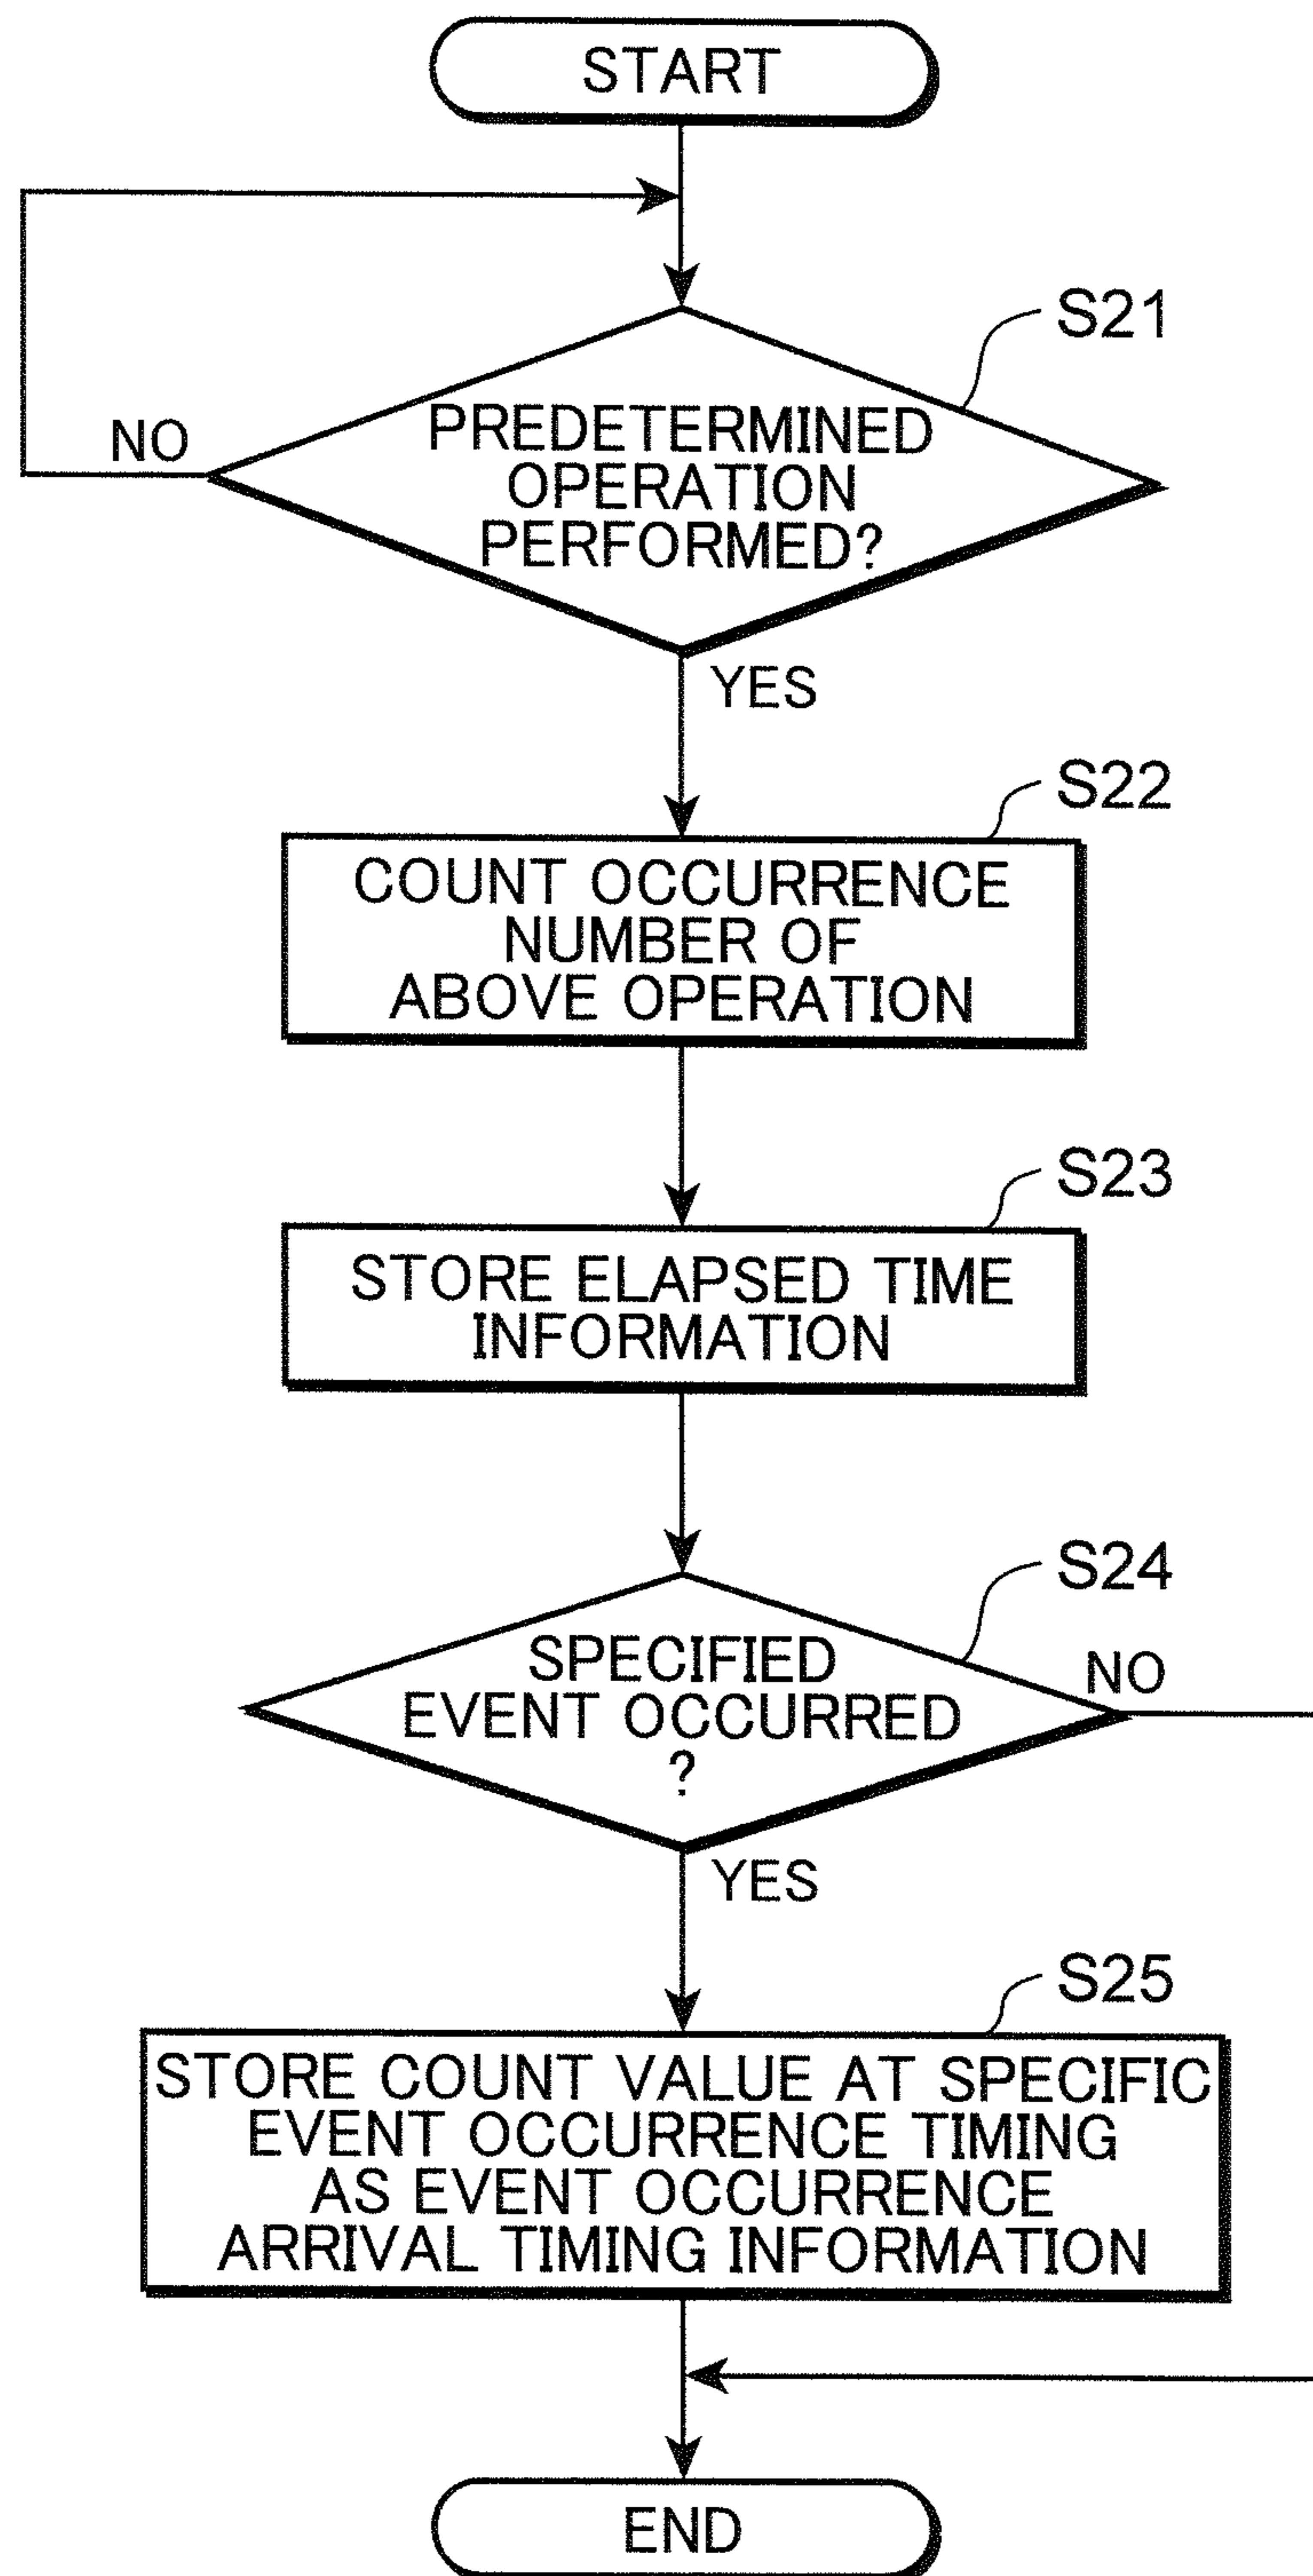 START
S21
NO
PREDETERMINED
OPERATION
PERFORMED?
YES
S22
COUNT OCCURRENCE
NUMBER OF
ABOVE OPERATION
S23
STORE ELAPSED TIME
INFORMATION
S24
SPECIFIED
EVENT OCCURRED
?
NO
YES
S25
STORE COUNT VALUE AT SPECIFIC
EVENT OCCURRENCE TIMING
AS EVENT OCCURRENCE
ARRIVAL TIMING INFORMATION
END